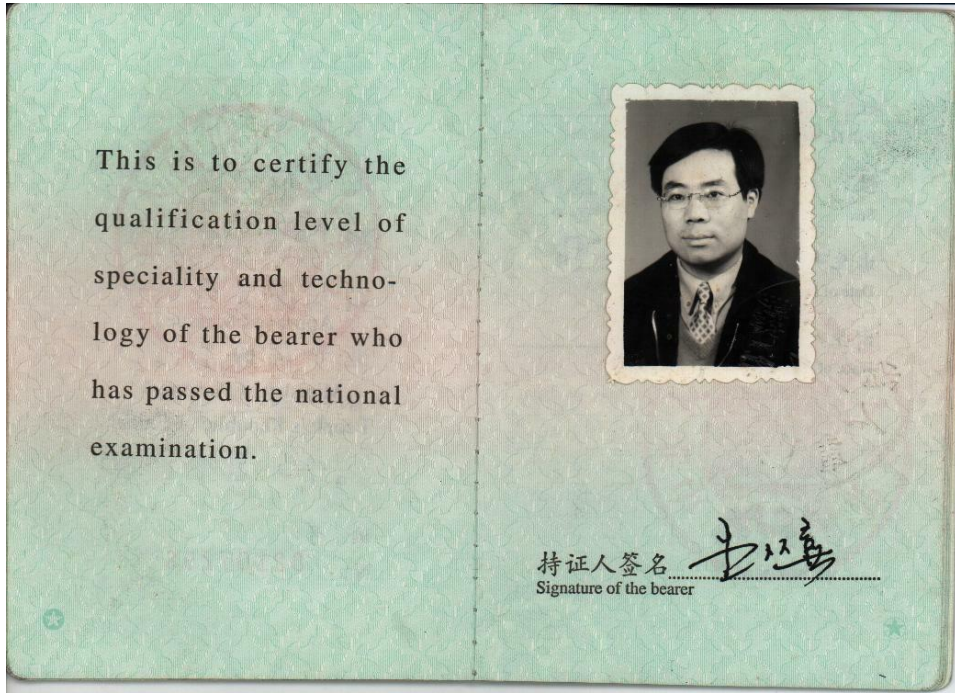 This is to certify the
qualification level of
speciality and techno-
logy of the bearer who
has passed the national
examination.
持证人签名
Signature of the bearer